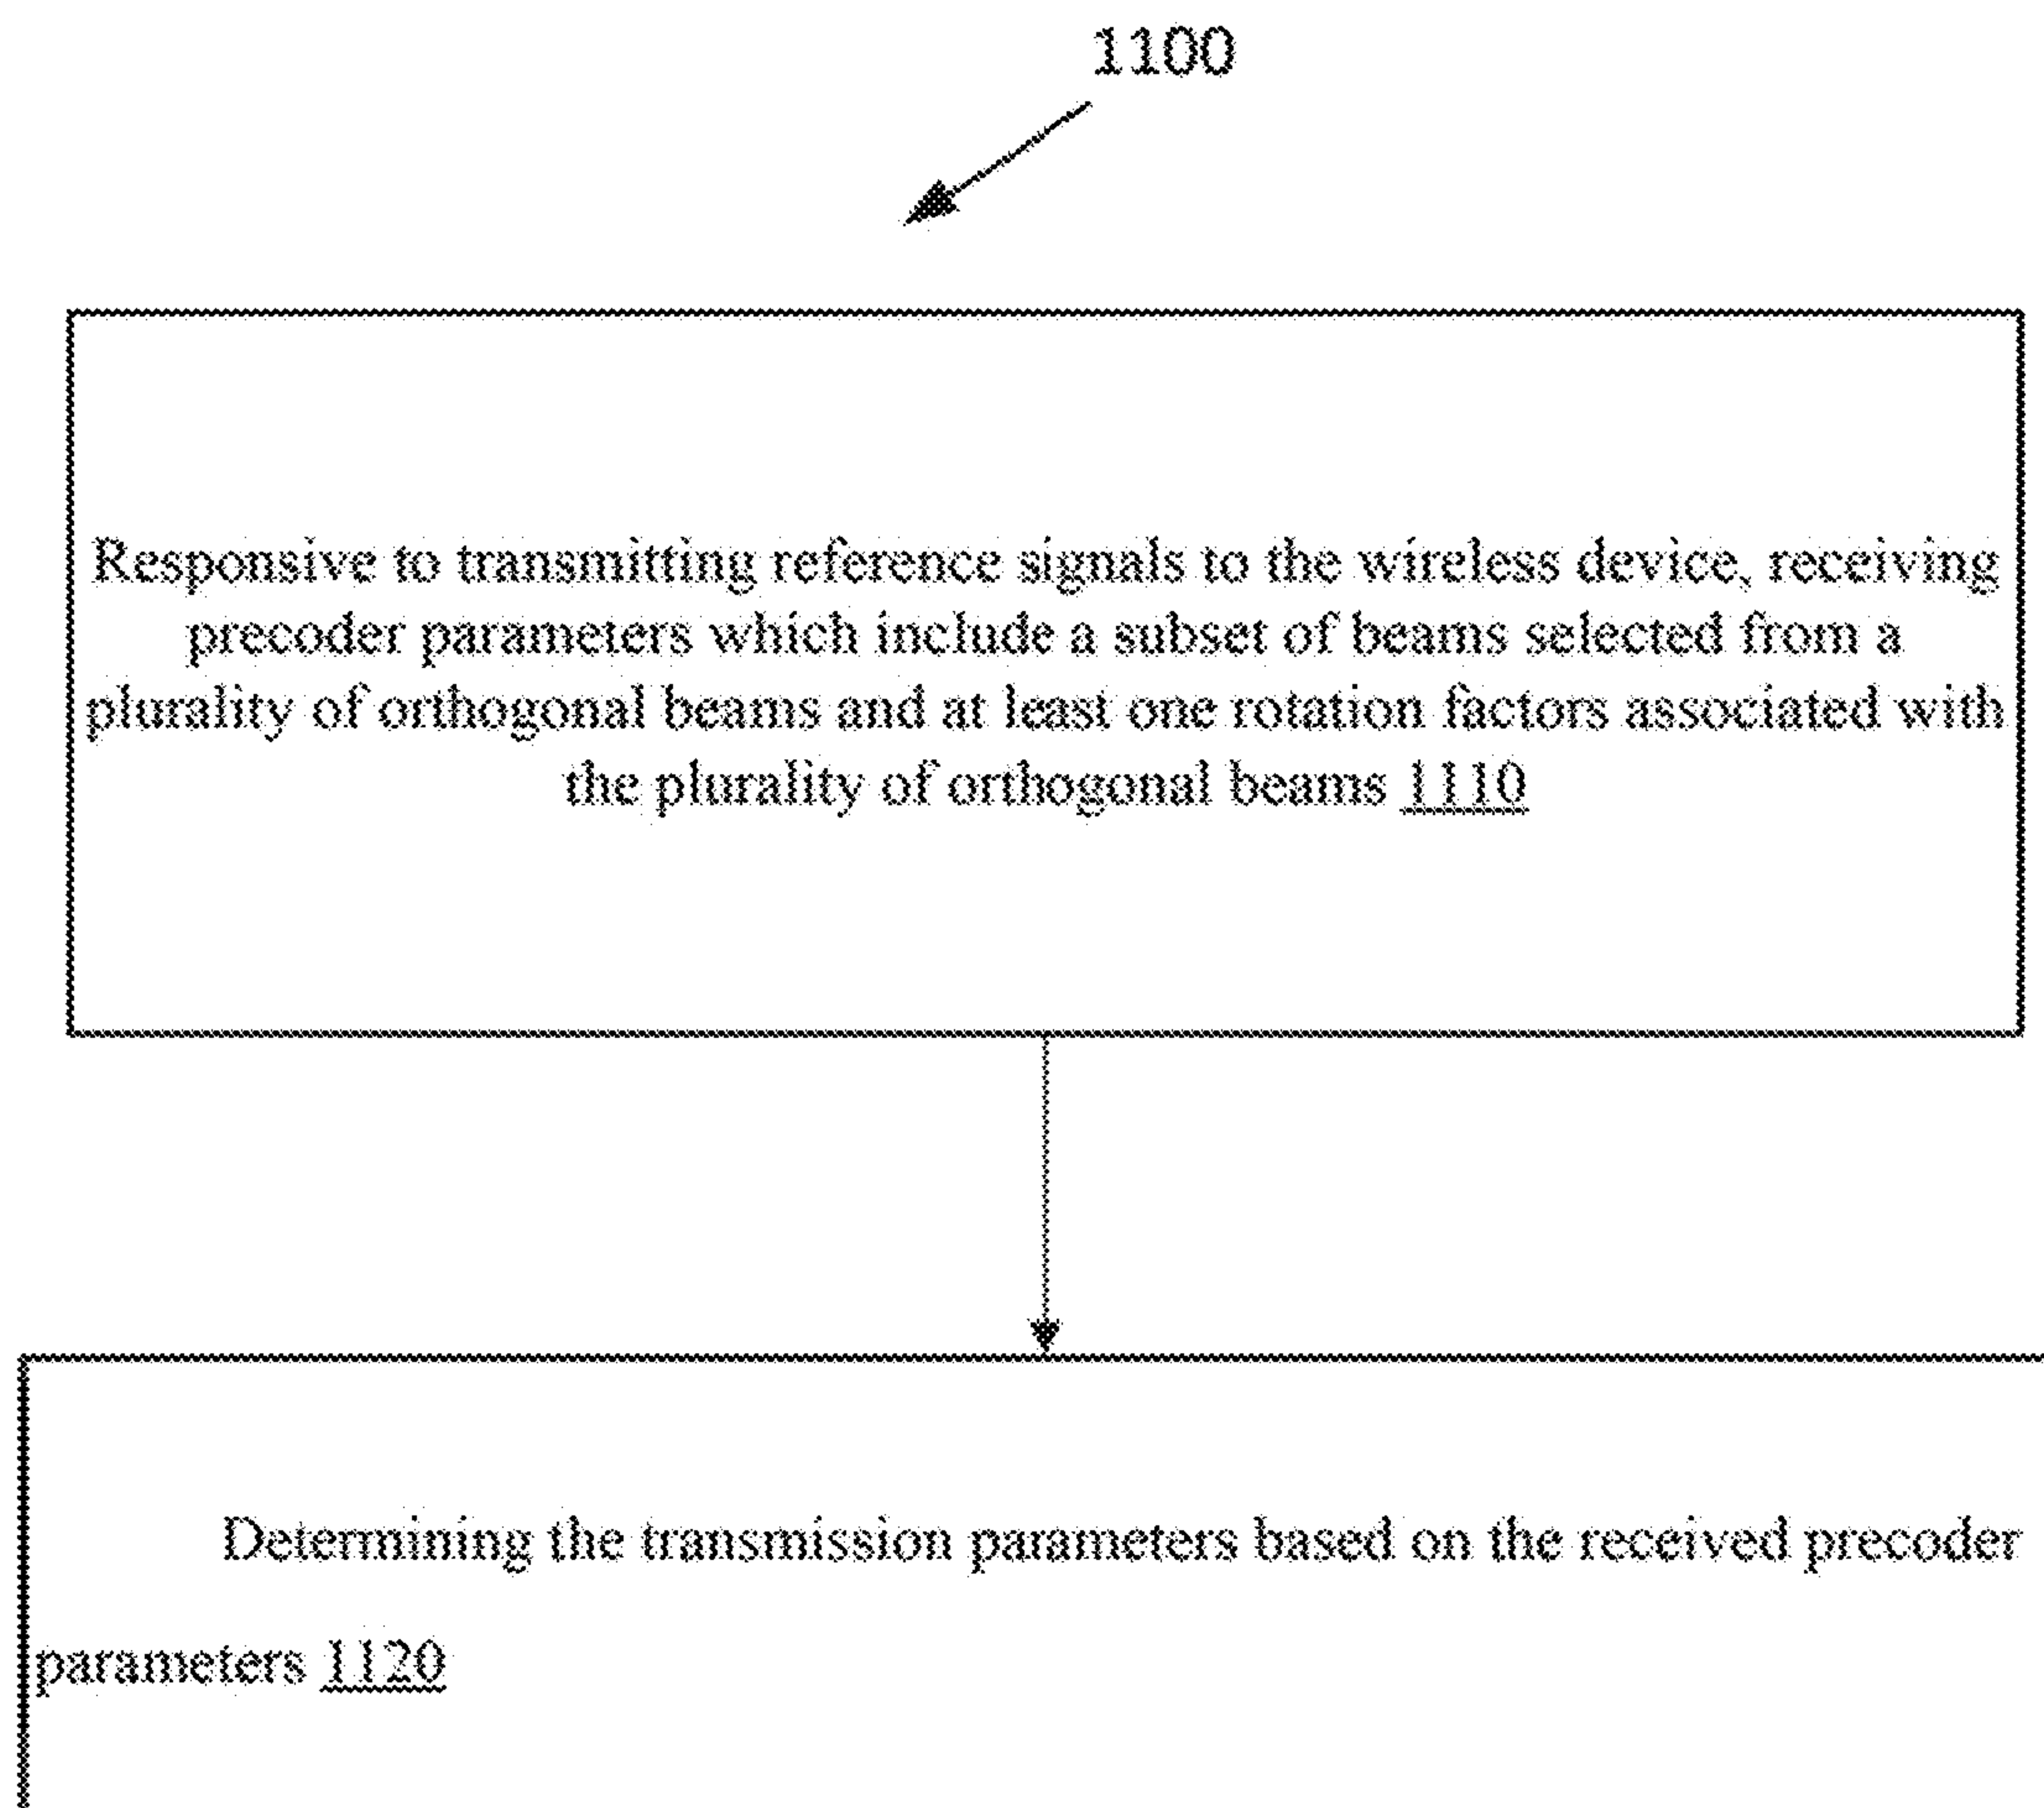 1100
Responsive to transmitting reference signals to the wireless device, receiving
precoder parameters which include a subset of beams selected from a
plurality of orthogonal beams and at least one rotation factors associated with
the plurality of orthogonal beams 1110
Determining the transmission parameters based on the received precoder
parameters 1120